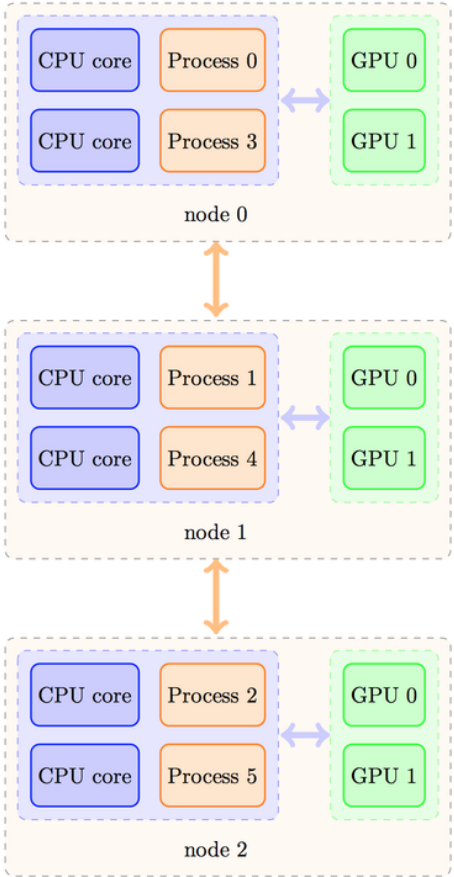 CPU core Process 0 GPU 0
CPU core Process 3 GPU 1
node 0
CPU core Process 1 GPU 0
CPU core Process 4 GPU 1
node 1
CPU core Process 2 GPU 0
CPU core Process 5 GPU 1
node 2